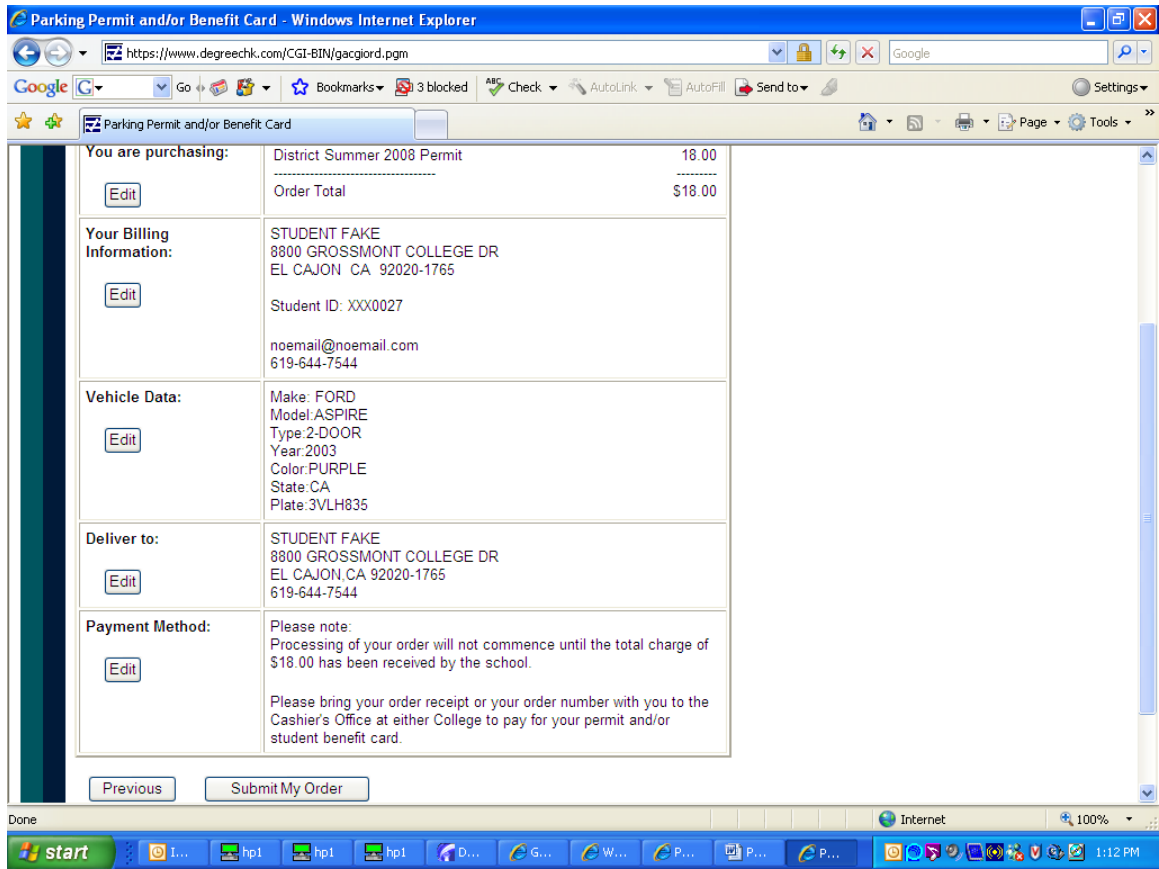 Parking Permit and/or Benefit Card - Windows Internet Explorer
https://www.degreechk.com/CGI-BIN/gacgiord.pgm
Google
Google G Go Bookmarks 3 blocked ABC Check AutoLink AutoFill Send to Settings
Parking Permit and/or Benefit Card Page Tools »
You are purchasing: District Summer 2008 Permit 18.00
------------------------------------ ---------
Edit Order Total $18.00
Your Billing Information:
Edit
STUDENT FAKE
8800 GROSSMONT COLLEGE DR
EL CAJON CA 92020-1765
Student ID: XXX0027
noemail@noemail.com
619-644-7544
Vehicle Data:
Edit
Make: FORD
Model:ASPIRE
Type:2-DOOR
Year:2003
Color:PURPLE
State:CA
Plate:3VLH835
Deliver to:
Edit
STUDENT FAKE
8800 GROSSMONT COLLEGE DR
EL CAJON,CA 92020-1765
619-644-7544
Payment Method:
Edit
Please note:
Processing of your order will not commence until the total charge of
$18.00 has been received by the school.
Please bring your order receipt or your order number with you to the
Cashier's Office at either College to pay for your permit and/or
student benefit card.
Previous Submit My Order
Done Internet 100%
start I... hp1 hp1 hp1 D... G... W... P... P... P... 1:12 PM